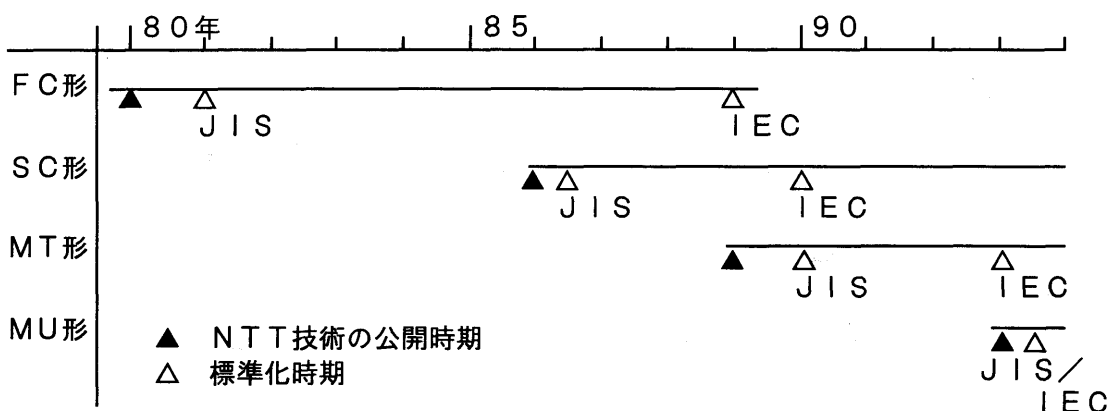 80年 85 90
FC形
JIS IEC
SC形
JIS IEC
MT形
JIS IEC
MU形
▲ NTT技術の公開時期
△ 標準化時期
JIS/
IEC